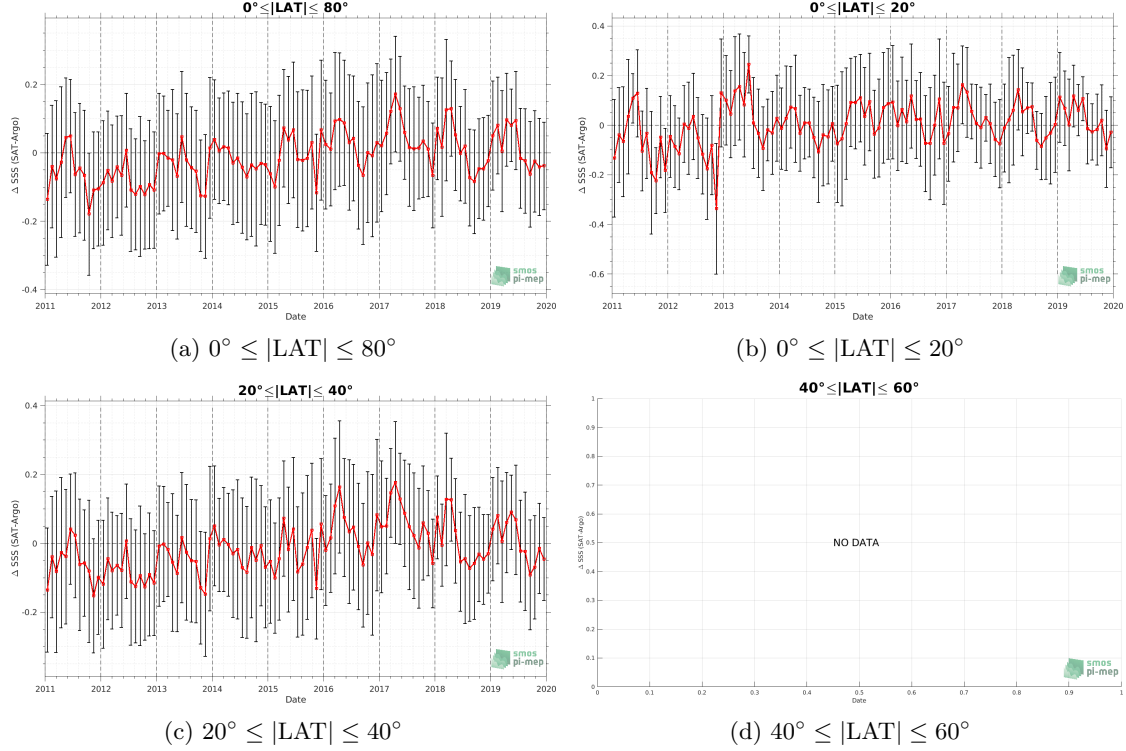 0°≤|LAT|≤ 80°
Δ SSS (SAT-Argo)
0.2
0
-0.2
-0.4
2011 2012 2013 2014 2015 2016 2017 2018 2019 2020
Date
smos
pi-mep
(a) 0° ≤ |LAT| ≤ 80°
0°≤|LAT|≤ 20°
Δ SSS (SAT-Argo)
0.4
0.2
0
-0.2
-0.4
-0.6
2011 2012 2013 2014 2015 2016 2017 2018 2019 2020
Date
smos
pi-mep
(b) 0° ≤ |LAT| ≤ 20°
20°≤|LAT|≤ 40°
Δ SSS (SAT-Argo)
0.4
0.2
0
-0.2
2011 2012 2013 2014 2015 2016 2017 2018 2019 2020
Date
smos
pi-mep
(c) 20° ≤ |LAT| ≤ 40°
40°≤|LAT|≤ 60°
Δ SSS (SAT-Argo)
1
0.9
0.8
0.7
0.6
0.5
0.4
0.3
0.2
0.1
0
NO DATA
0 0.1 0.2 0.3 0.4 0.5 0.6 0.7 0.8 0.9 1
Date
smos
pi-mep
(d) 40° ≤ |LAT| ≤ 60°